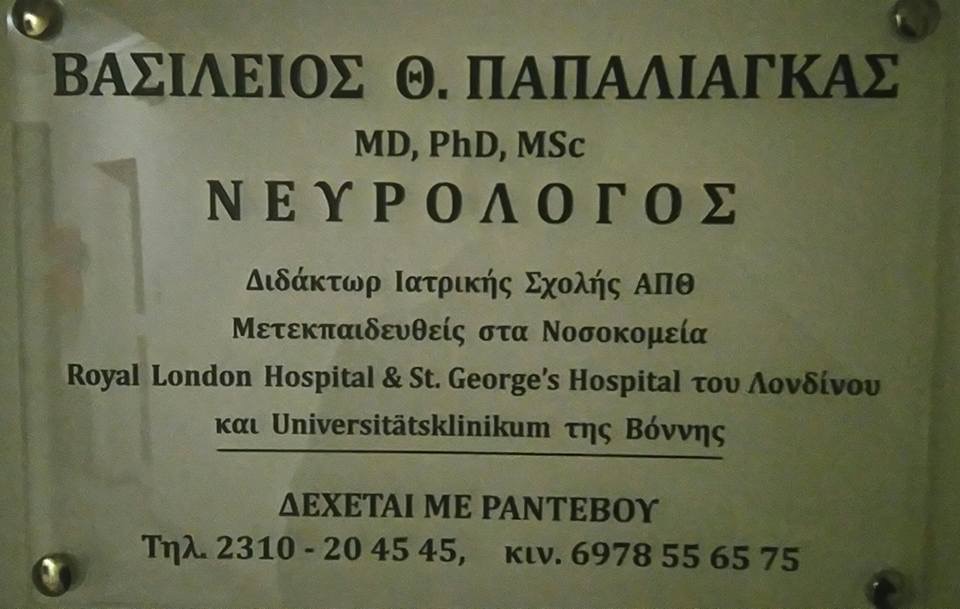 ΒΑΣΙΛΕΙΟΣ Θ. ΠΑΠΑΛΙΑΓΚΑΣ
MD, PhD, MSc
ΝΕΥΡΟΛΟΓΟΣ
Διδάκτωρ Ιατρικής Σχολής ΑΠΘ
Μετεκπαιδευθείς στα Νοσοκομεία
Royal London Hospital & St. George's Hospital του Λονδίνου
και Universitätsklinikum της Βόννης
ΔΕΧΕΤΑΙ ΜΕ ΡΑΝΤΕΒΟΥ
Τηλ. 2310 - 20 45 45, κιν. 6978 55 65 75